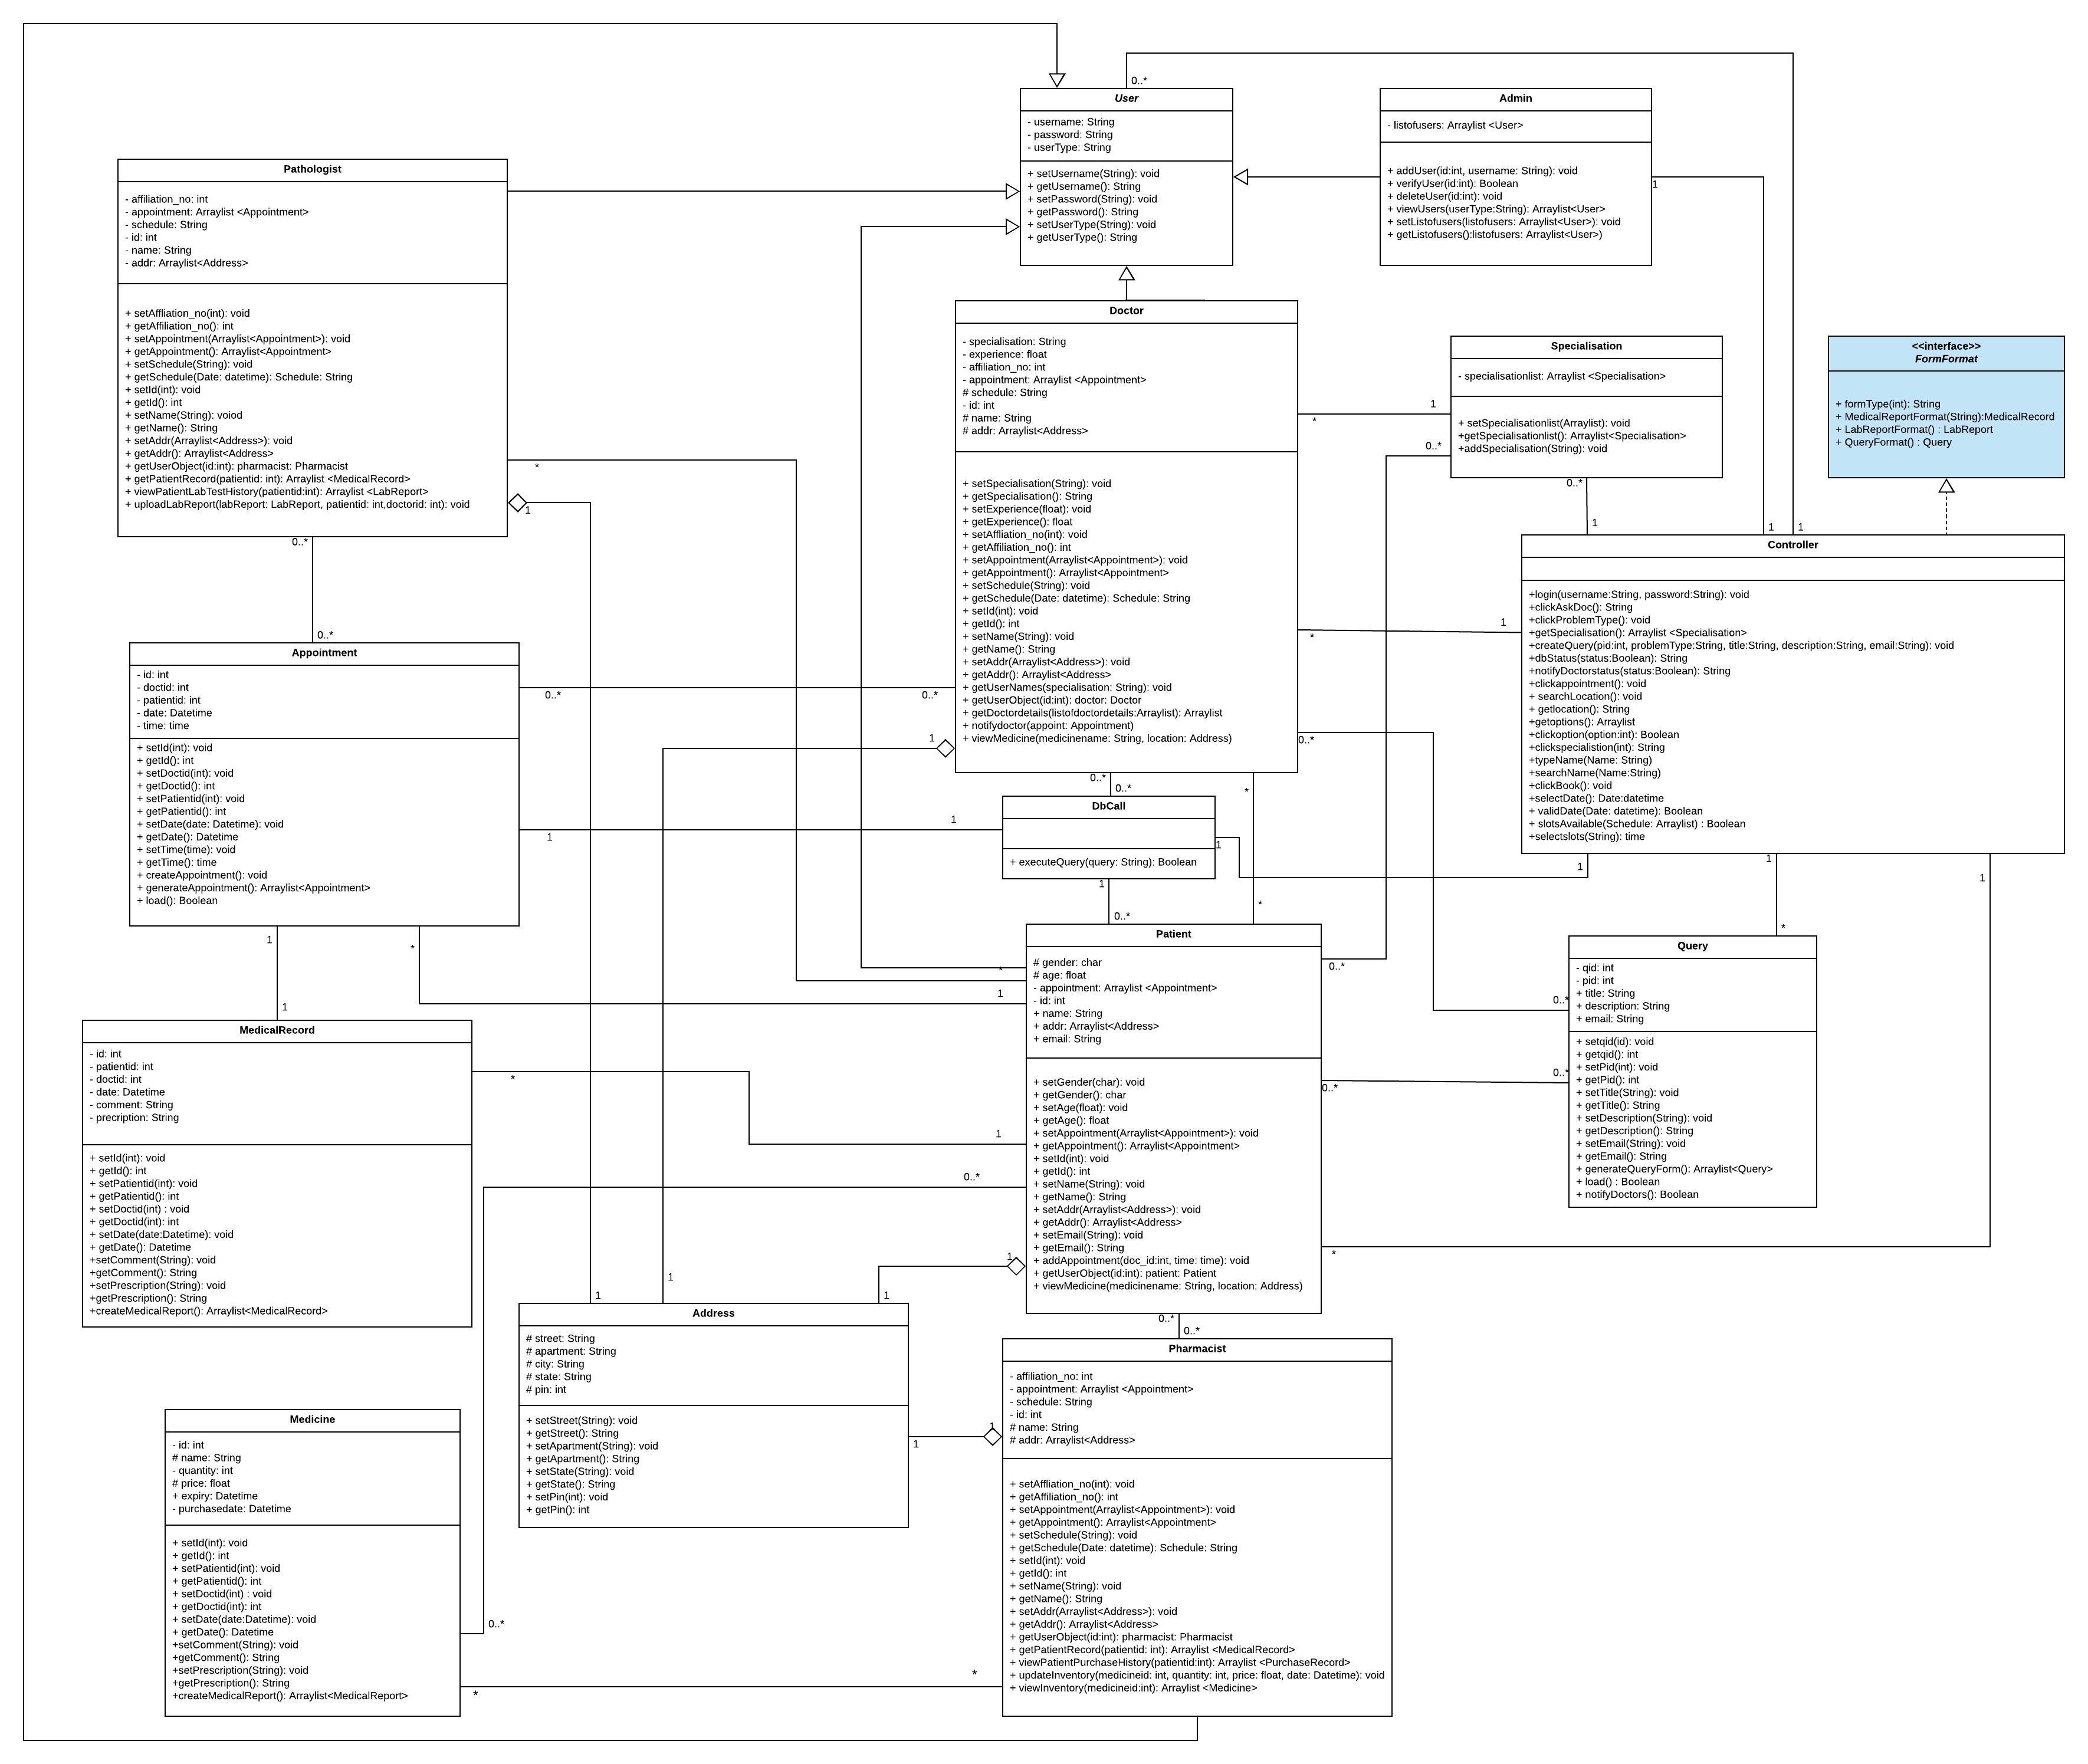 0..*
User
- username: String
- password: String
- userType: String
+ setUsername(String): void
+ getUsername(): String
+ setPassword(String): void
+ getPassword(): String
+ setUserType(String): void
+ getUserType(): String
Admin
- listofusers: Arraylist <User>
+ addUser(id:int, username: String): void
+ verifyUser(id:int): Boolean
+ deleteUser(id:int): void
+ viewUsers(userType:String): Arraylist<User>
+ setListofusers(listofusers: Arraylist<User>): void
+ getListofusers():listofusers: Arraylist<User>)
1
Pathologist
- affiliation_no: int
- appointment: Arraylist <Appointment>
- schedule: String
- id: int
- name: String
- addr: Arraylist<Address>
+ setAffliation_no(int): void
+ getAffiliation_no(): int
+ setAppointment(Arraylist<Appointment>): void
+ getAppointment(): Arraylist<Appointment>
+ setSchedule(String): void
+ getSchedule(Date: datetime): Schedule: String
+ setId(int): void
+ getId(): int
+ setName(String): voiod
+ getName(): String
+ setAddr(Arraylist<Address>): void
+ getAddr(): Arraylist<Address>
+ getUserObject(id:int): pharmacist: Pharmacist
+ getPatientRecord(patientid: int): Arraylist <MedicalRecord>
+ viewPatientLabTestHistory(patientid:int): Arraylist <LabReport>
+ uploadLabReport(labReport: LabReport, patientid: int,doctorid: int): void
*
1
0..*
0..*
Doctor
- specialisation: String
- experience: float
- affiliation_no: int
- appointment: Arraylist <Appointment>
# schedule: String
- id: int
# name: String
# addr: Arraylist<Address>
+ setSpecialisation(String): void
+ getSpecialisation(): String
+ setExperience(float): void
+ getExperience(): float
+ setAffliation_no(int): void
+ getAffiliation_no(): int
+ setAppointment(Arraylist<Appointment>): void
+ getAppointment(): Arraylist<Appointment>
+ setSchedule(String): void
+ getSchedule(Date: datetime): Schedule: String
+ setId(int): void
+ getId(): int
+ setName(String): void
+ getName(): String
+ setAddr(Arraylist<Address>): void
+ getAddr(): Arraylist<Address>
+ getUserNames(specialisation: String): void
+ getUserObject(id:int): doctor: Doctor
+ getDoctordetails(listofdoctordetails:Arraylist): Arraylist
+ notifydoctor(appoint: Appointment)
+ viewMedicine(medicinename: String, location: Address)
1
*
1
*
0..*
0..*
0..*
1
0..*
0..*
*
*
Specialisation
- specialisationlist: Arraylist <Specialisation>
+ setSpecialisationlist(Arraylist): void
+getSpecialisationlist(): Arraylist<Specialisation>
+addSpecialisation(String): void
0..*
0..*
1
1
1
<<interface>>
FormFormat
+ formType(int): String
+ MedicalReportFormat(String):MedicalRecord
+ LabReportFormat() : LabReport
+ QueryFormat() : Query
Controller
+login(username:String, password:String): void
+clickAskDoc(): String
+clickProblemType(): void
+getSpecialisation(): Arraylist <Specialisation>
+createQuery(pid:int, problemType:String, title:String, description:String, email:String): void
+dbStatus(status:Boolean): String
+notifyDoctorstatus(status:Boolean): String
+clickappointment(): void
+ searchLocation(): void
+ getlocation(): String
+getoptions(): Arraylist
+clickoption(option:int): Boolean
+clickspecialistion(int): String
+typeName(Name: String)
+searchName(Name:String)
+clickBook(): void
+selectDate(): Date:datetime
+ validDate(Date: datetime): Boolean
+ slotsAvailable(Schedule: Arraylist) : Boolean
+selectslots(String): time
1
1
1
Appointment
- id: int
- doctid: int
- patientid: int
- date: Datetime
- time: time
+ setId(int): void
+ getId(): int
+ setDoctid(int): void
+ getDoctid(): int
+ setPatientid(int): void
+ getPatientid(): int
+ setDate(date: Datetime): void
+ getDate(): Datetime
+ setTime(time): void
+ getTime(): time
+ createAppointment(): void
+ generateAppointment(): Arraylist<Appointment>
+ load(): Boolean
1
1
1
*
1
DbCall
+ executeQuery(query: String): Boolean
1
1
0..*
Patient
# gender: char
# age: float
- appointment: Arraylist <Appointment>
- id: int
+ name: String
+ addr: Arraylist<Address>
+ email: String
+ setGender(char): void
+ getGender(): char
+ setAge(float): void
+ getAge(): float
+ setAppointment(Arraylist<Appointment>): void
+ getAppointment(): Arraylist<Appointment>
+ setId(int): void
+ getId(): int
+ setName(String): void
+ getName(): String
+ setAddr(Arraylist<Address>): void
+ getAddr(): Arraylist<Address>
+ setEmail(String): void
+ getEmail(): String
+ addAppointment(doc_id:int, time: time): void
+ getUserObject(id:int): patient: Patient
+ viewMedicine(medicinename: String, location: Address)
*
1
1
0..*
1
0..*
0..*
*
0..*
0..*
Query
- qid: int
- pid: int
+ title: String
+ description: String
+ email: String
+ setqid(id): void
+ getqid(): int
+ setPid(int): void
+ getPid(): int
+ setTitle(String): void
+ getTitle(): String
+ setDescription(String): void
+ getDescription(): String
+ setEmail(String): void
+ getEmail(): String
+ generateQueryForm(): Arraylist<Query>
+ load() : Boolean
+ notifyDoctors(): Boolean
*
0..*
0..*
MedicalRecord
- id: int
- patientid: int
- doctid: int
- date: Datetime
- comment: String
- precription: String
+ setId(int): void
+ getId(): int
+ setPatientid(int): void
+ getPatientid(): int
+ setDoctid(int) : void
+ getDoctid(int): int
+ setDate(date:Datetime): void
+ getDate(): Datetime
+setComment(String): void
+getComment(): String
+setPrescription(String): void
+getPrescription(): String
+createMedicalReport(): Arraylist<MedicalRecord>
*
Address
# street: String
# apartment: String
# city: String
# state: String
# pin: int
+ setStreet(String): void
+ getStreet(): String
+ setApartment(String): void
+ getApartment(): String
+ setState(String): void
+ getState(): String
+ setPin(int): void
+ getPin(): int
1
1
1
1
Pharmacist
- affiliation_no: int
- appointment: Arraylist <Appointment>
- schedule: String
- id: int
# name: String
# addr: Arraylist<Address>
+ setAffliation_no(int): void
+ getAffiliation_no(): int
+ setAppointment(Arraylist<Appointment>): void
+ getAppointment(): Arraylist<Appointment>
+ setSchedule(String): void
+ getSchedule(Date: datetime): Schedule: String
+ setId(int): void
+ getId(): int
+ setName(String): void
+ getName(): String
+ setAddr(Arraylist<Address>): void
+ getAddr(): Arraylist<Address>
+ getUserObject(id:int): pharmacist: Pharmacist
+ getPatientRecord(patientid: int): Arraylist <MedicalRecord>
+ viewPatientPurchaseHistory(patientid:int): Arraylist <PurchaseRecord>
+ updateInventory(medicineid: int, quantity: int, price: float, date: Datetime): void
+ viewInventory(medicineid:int): Arraylist <Medicine>
1
*
Medicine
- id: int
# name: String
- quantity: int
# price: float
+ expiry: Datetime
- purchasedate: Datetime
+ setId(int): void
+ getId(): int
+ setPatientid(int): void
+ getPatientid(): int
+ setDoctid(int) : void
+ getDoctid(int): int
+ setDate(date:Datetime): void
+ getDate(): Datetime
+setComment(String): void
+getComment(): String
+setPrescription(String): void
+getPrescription(): String
+createMedicalReport(): Arraylist<MedicalReport>
0..*
*